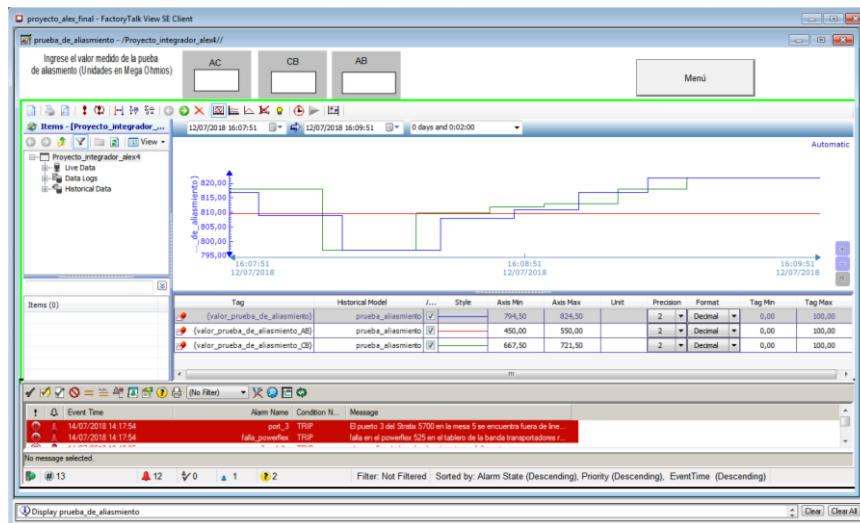 proyecto_alex_final - FactoryTalk View SE Client
prueba_de_aliasmiento - /Proyecto_integrador_alex4//
Ingrese el valor medido de la pueba
de aliasmiento (Unidades en Mega Ohmios)
AC
CB
AB
Menú
Items - [Proyecto_integrador_...
View
Proyecto_integrador_alex4
Live Data
Data Logs
Historical Data
Items (0)
12/07/2018 16:07:51
12/07/2018 16:09:51
0 days and 0:02:00
Automatic
_de_aliasmiento}
820,00
815,00
810,00
805,00
800,00
795,00
16:07:51
12/07/2018
16:08:51
12/07/2018
16:09:51
12/07/2018
Tag Historical Model /... Style Axis Min Axis Max Unit Precision Format Tag Min Tag Max
{valor_prueba_de_aliasmiento} prueba_aliasmiento 794,50 824,50 2 Decimal 0,00 100,00
{valor_prueba_de_aliasmiento_AB} prueba_aliasmiento 450,00 550,00 2 Decimal 0,00 100,00
{valor_prueba_de_aliasmiento_CB} prueba_aliasmiento 667,50 721,50 2 Decimal 0,00 100,00
(No Filter)
! Event Time Alarm Name Condition N... Message
14/07/2018 14:17:54 port_3 TRIP El puerto 3 del Stratix 5700 en la mesa 5 se encuentra fuera de line...
14/07/2018 14:17:54 falla_powerflex TRIP falla en el powerflex 525 en el tablero de la banda transportadores r...
No message selected.
# 13 12 0 1 2 Filter: Not Filtered Sorted by: Alarm State (Descending), Priority (Descending), EventTime (Descending)
Display prueba_de_aliasmiento
Clear Clear All